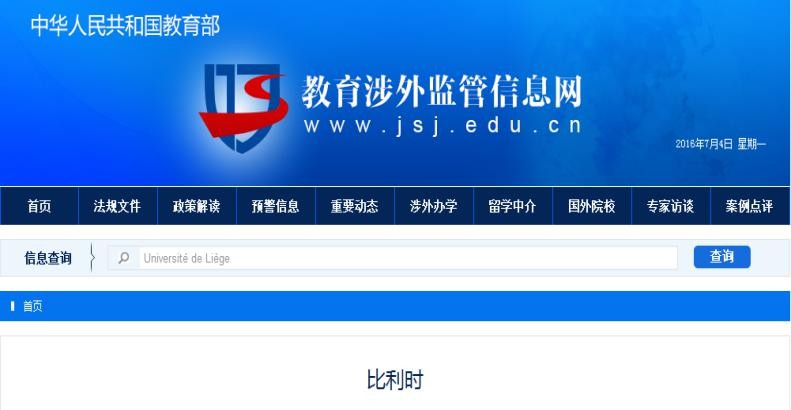 中华人民共和国教育部
JS
教育涉外监管信息网
www.jsj.edu.cn
2016年7月4日 星期一
首页 法规文件 政策解读 预警信息 重要动态 涉外办学 留学中介 国外院校 专家访谈 案例点评
信息查询 Université de Liège 查询
首页
比利时